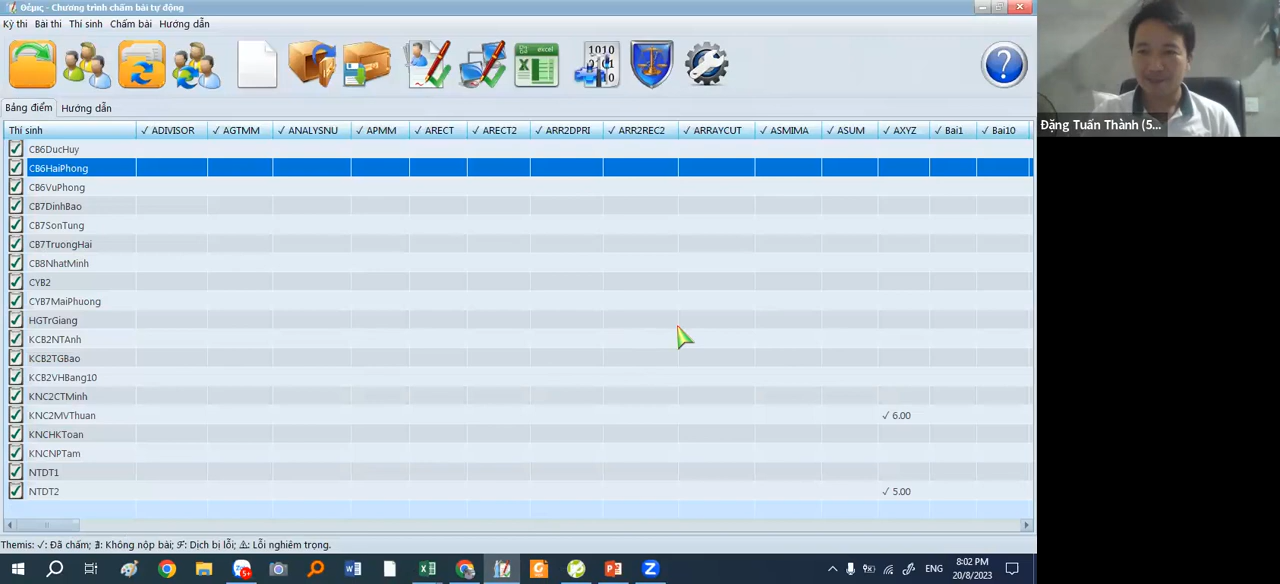 Θέμις - Chương trình chấm bài tự động
Kỳ thi Bài thi Thí sinh Chấm bài Hướng dẫn
excel 1010
Bảng điểm Hướng dẫn
Đặng Tuấn Thành (5...
Thí sinh ✓ ADIVISOR ✓ AGTMM ✓ ANALYSNU ✓ APMM ✓ ARECT ✓ ARECT2 ✓ ARR2DPRI ✓ ARR2REC2 ✓ ARRAYCUT ✓ ASMIMA ✓ ASUM ✓ AXYZ ✓ Bai1 ✓ Bai10
CB6DucHuy
CB6HaiPhong
CB6VuPhong
CB7DinhBao
CB7SonTung
CB7TruongHai
CB8NhatMinh
CYB2
CYB7MaiPhuong
HGTrGiang
KCB2NTAnh
KCB2TGBao
KCB2VHBang10
KNC2CTMinh
KNC2MVThuan ✓ 6.00
KNCHKToan
KNCNPTam
NTDT1
NTDT2 ✓ 5.00
Themis: ✓: Đã chấm; ∄: Không nộp bài; Ϝ: Dịch bị lỗi; ⚠: Lỗi nghiêm trọng.
ENG 8:02 PM
20/8/2023